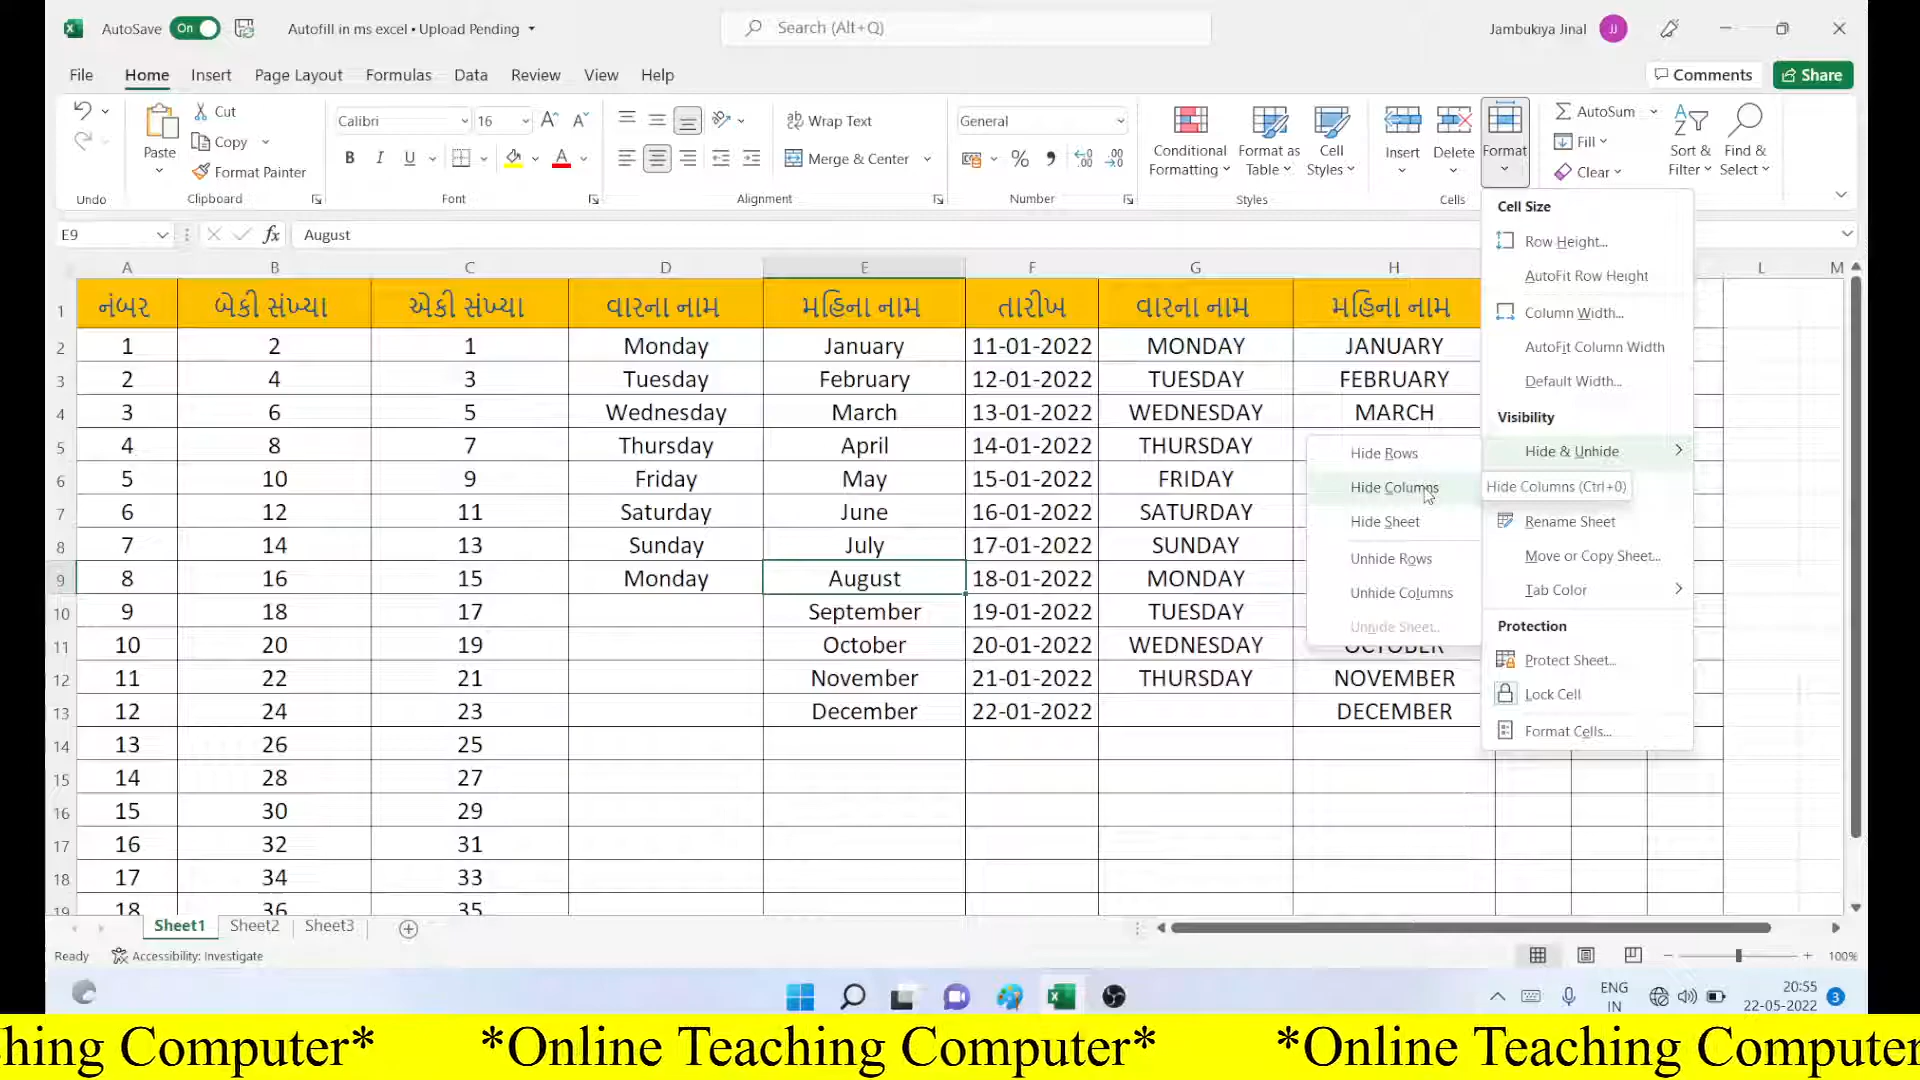 AutoSave On Autofill in ms excel • Upload Pending Search (Alt+Q) Jambukiya Jinal JJ
File Home Insert Page Layout Formulas Data Review View Help Comments Share
Cut
Copy
Format Painter
Paste
Undo Clipboard
Calibri 16
B I U A
Font
Wrap Text
Merge & Center
Alignment
General
%
Number
Conditional Formatting
Format as Table
Cell Styles
Styles
Insert Delete Format
Cells
AutoSum
Fill
Clear
Sort & Filter
Find & Select
E9 fx August
A B C D E F G H L M
1 નંબર બેકી સંખ્યા એકી સંખ્યા વારના નામ મહિના નામ તારીખ વારના નામ મહિના નામ
2 1 2 1 Monday January 11-01-2022 MONDAY JANUARY
3 2 4 3 Tuesday February 12-01-2022 TUESDAY FEBRUARY
4 3 6 5 Wednesday March 13-01-2022 WEDNESDAY MARCH
5 4 8 7 Thursday April 14-01-2022 THURSDAY
6 5 10 9 Friday May 15-01-2022 FRIDAY
7 6 12 11 Saturday June 16-01-2022 SATURDAY
8 7 14 13 Sunday July 17-01-2022 SUNDAY
9 8 16 15 Monday August 18-01-2022 MONDAY
10 9 18 17 September 19-01-2022 TUESDAY
11 10 20 19 October 20-01-2022 WEDNESDAY OCTOBER
12 11 22 21 November 21-01-2022 THURSDAY NOVEMBER
13 12 24 23 December 22-01-2022 DECEMBER
14 13 26 25
15 14 28 27
16 15 30 29
17 16 32 31
18 17 34 33
19 18 36 35
Cell Size
Row Height...
AutoFit Row Height
Column Width...
AutoFit Column Width
Default Width...
Visibility
Hide & Unhide
Hide Columns (Ctrl+0)
Rename Sheet
Move or Copy Sheet...
Tab Color
Protection
Protect Sheet...
Lock Cell
Format Cells...
Hide Rows
Hide Columns
Hide Sheet
Unhide Rows
Unhide Columns
Unhide Sheet...
Sheet1 Sheet2 Sheet3
Ready Accessibility: Investigate 100%
ENG IN 20:55 22-05-2022 3
hing Computer* *Online Teaching Computer* *Online Teaching Computer